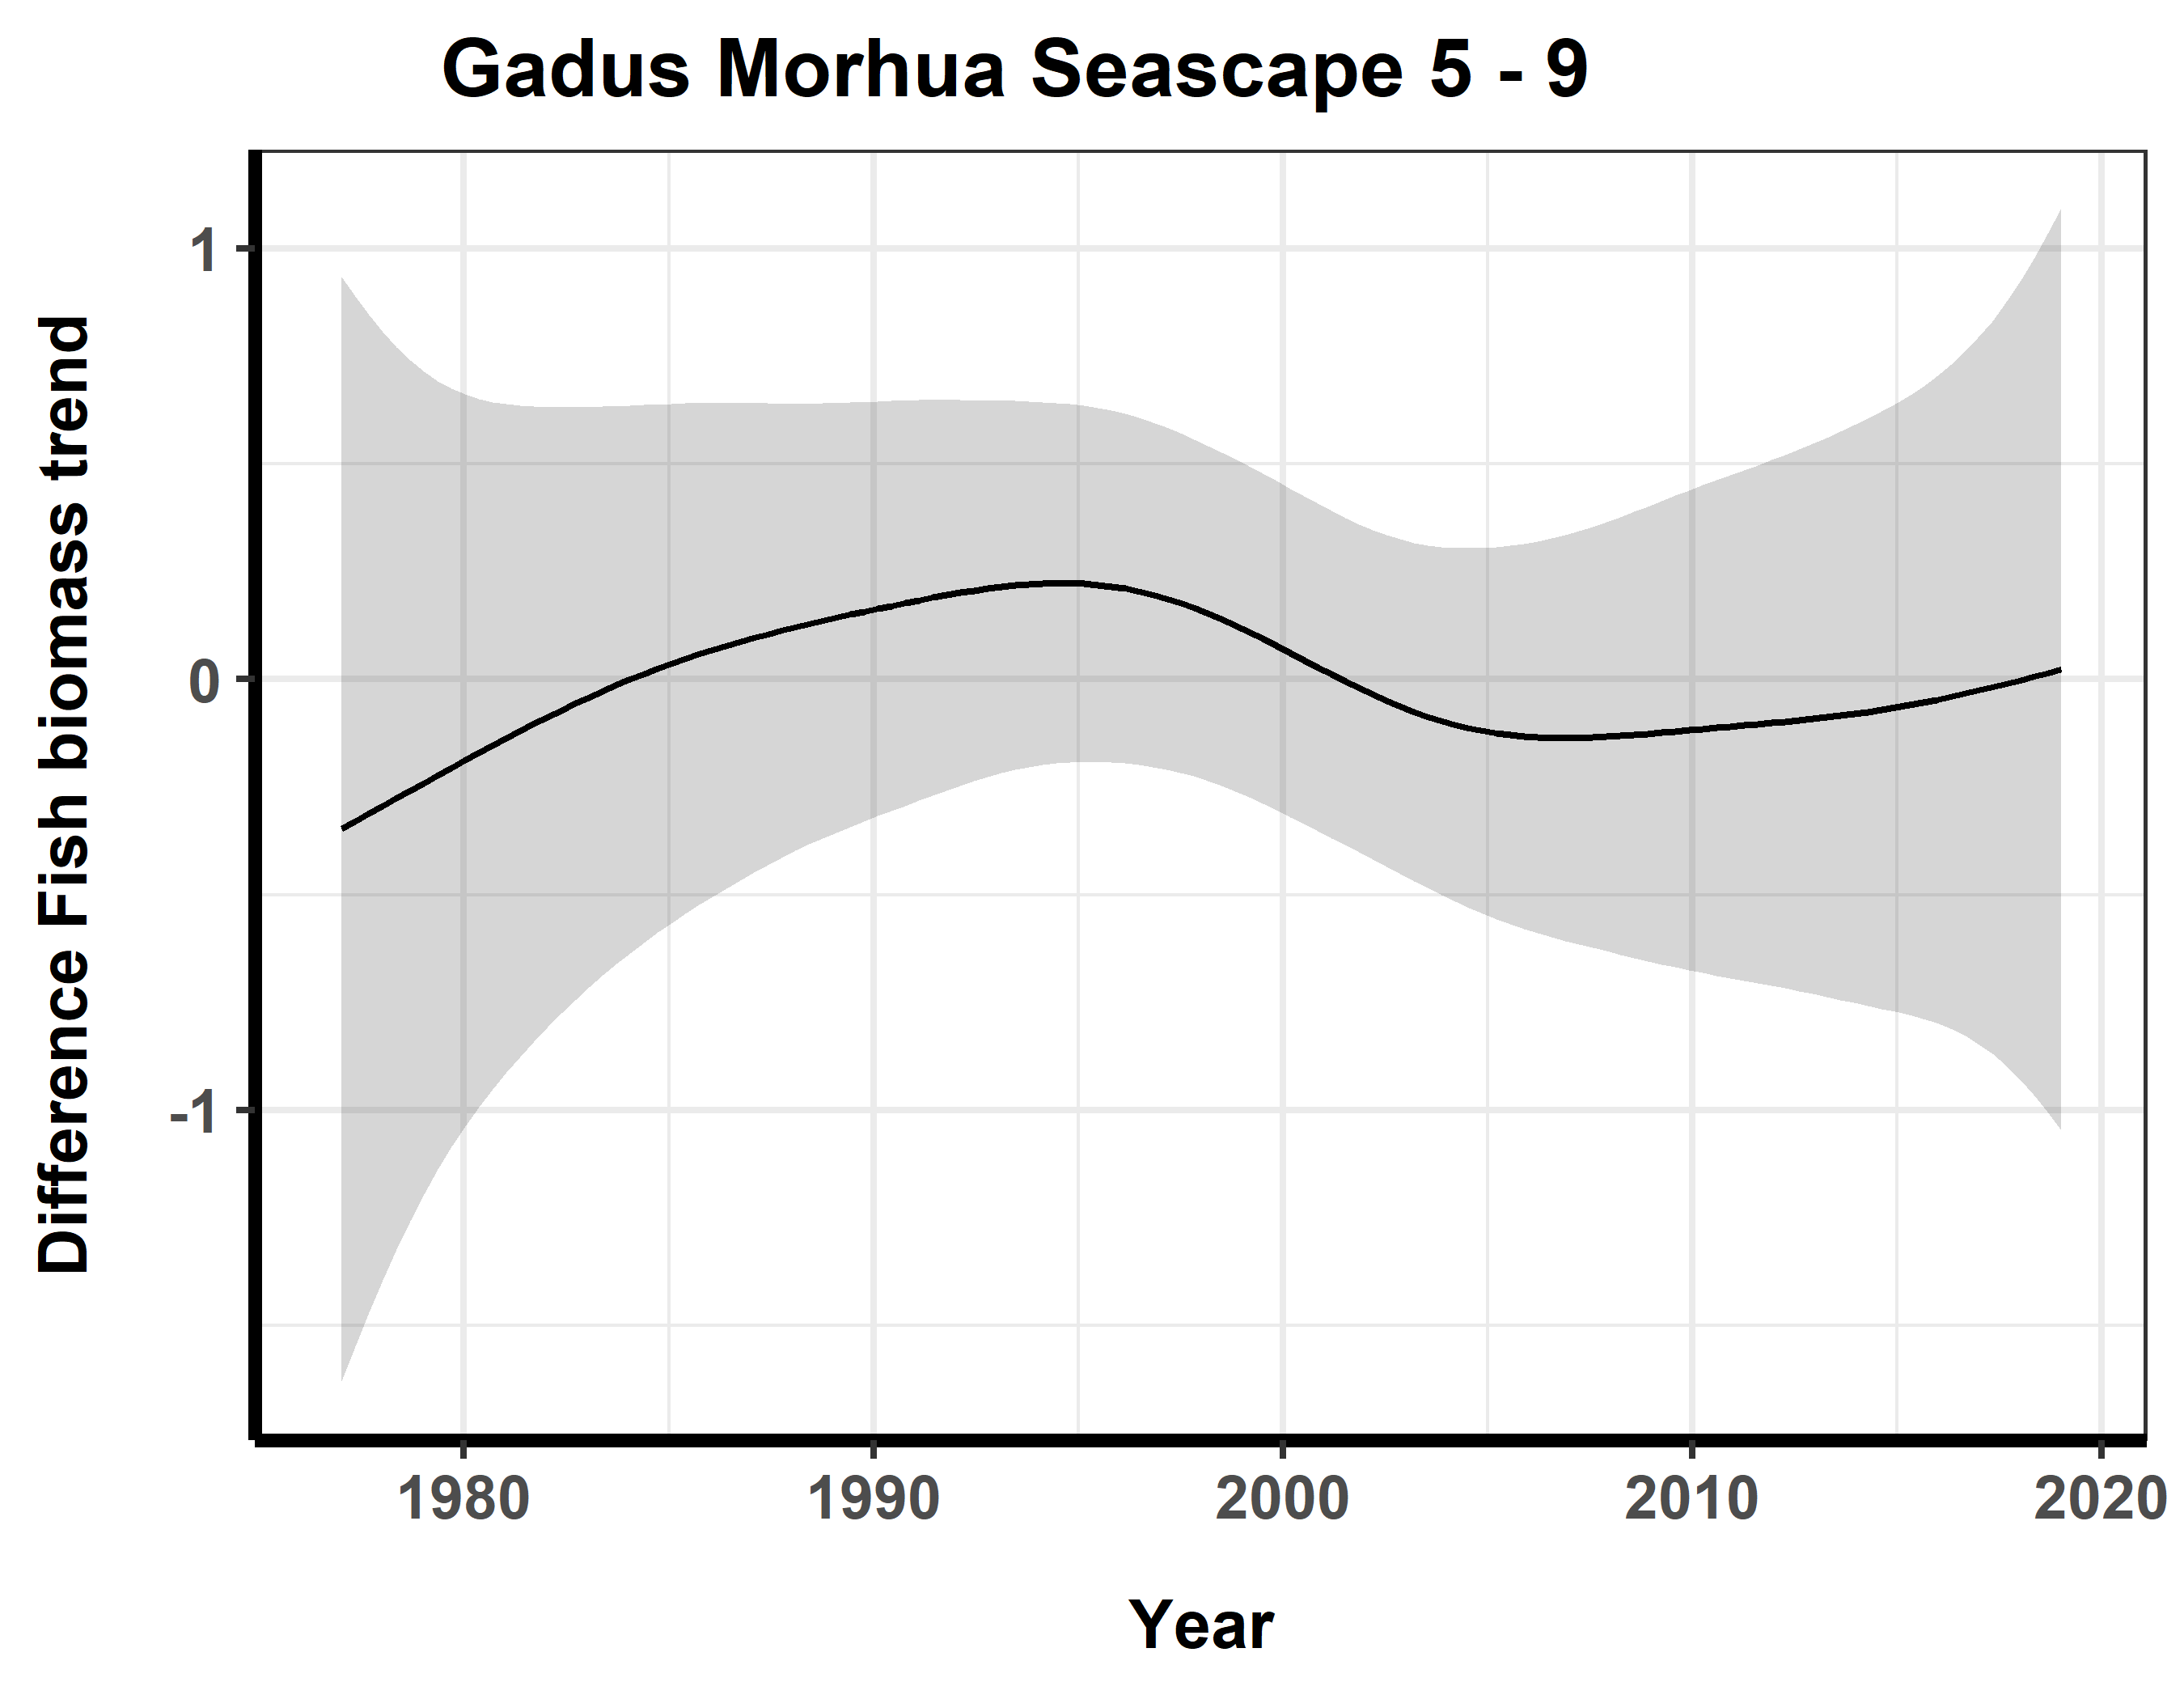 Gadus Morhua Seascape 5 - 9
Difference Fish biomass trend
1
0
-1
1980 1990 2000 2010 2020
Year